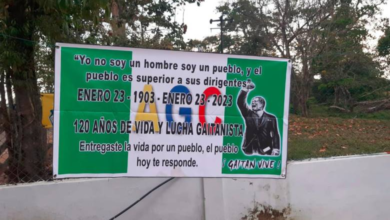 "Yo no soy un hombre soy un pueblo, y el
pueblo es superior a sus dirigentes"
ENERO 23 - 1903 - ENERO 23 - 2023
AGC
120 AÑOS DE VIDA Y LUCHA GAITANISTA
Entregaste la vida por un pueblo, el pueblo
hoy te responde.
GAITAN VIVE